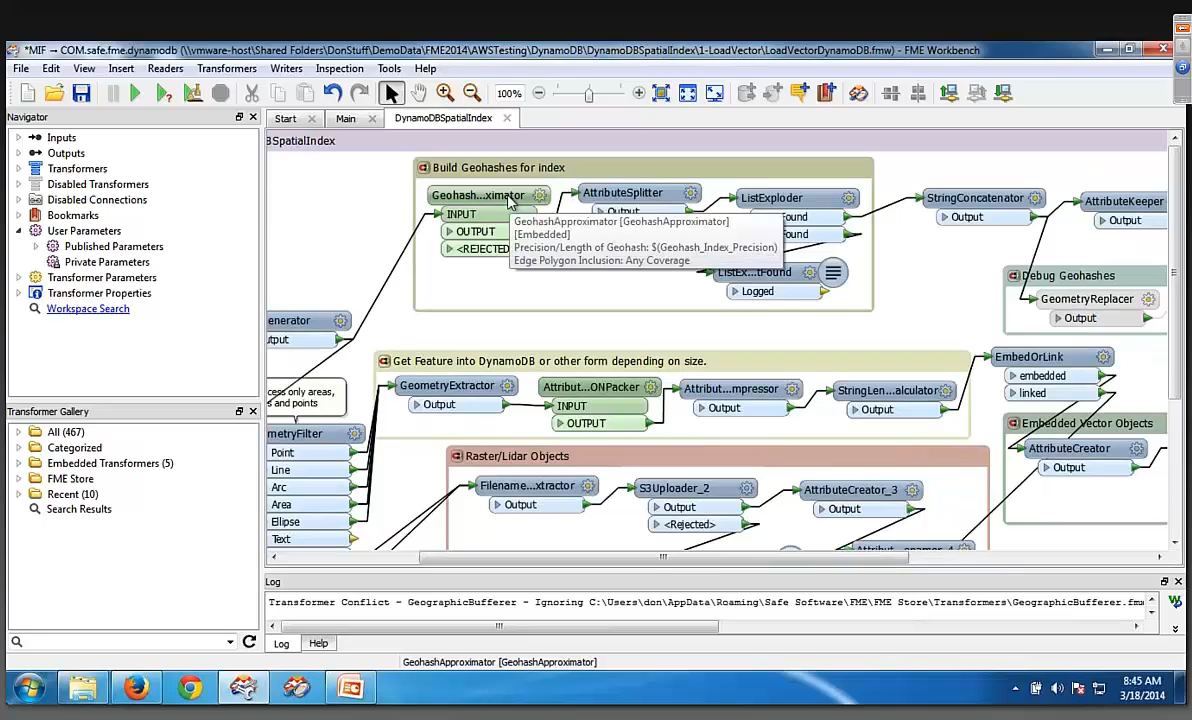 *MIF → COM.safe.fme.dynamodb (\\vmware-host\Shared Folders\DonStuff\DemoData\FME2014\AWSTesting\DynamoDB\DynamoDBSpatialIndex\1-LoadVector\LoadVectorDynamoDB.fmw) - FME Workbench
File Edit View Insert Readers Transformers Writers Inspection Tools Help
100%
Navigator
Inputs
Outputs
Transformers
Disabled Transformers
Disabled Connections
Bookmarks
User Parameters
Published Parameters
Private Parameters
Transformer Parameters
Transformer Properties
Workspace Search
Transformer Gallery
All (467)
Categorized
Embedded Transformers (5)
FME Store
Recent (10)
Search Results
Start Main DynamoDBSpatialIndex
BSpatialIndex
Build Geohashes for index
Geohash...ximator
INPUT
OUTPUT
<REJECTED
AttributeSplitter
Output
ListExploder
ound
ound
GeohashApproximator [GeohashApproximator]
[Embedded]
Precision/Length of Geohash: $(Geohash_Index_Precision)
Edge Polygon Inclusion: Any Coverage
ListEx...tFound
Logged
StringConcatenator
Output
AttributeKeeper
Output
Debug Geohashes
GeometryReplacer
Output
enerator
utput
cess only areas,
s and points
metryFilter
Point
Line
Arc
Area
Ellipse
Text
Get Feature into DynamoDB or other form depending on size.
GeometryExtractor
Output
Attribut...ONPacker
INPUT
OUTPUT
Attribut...mpressor
Output
StringLen...alculator
Output
EmbedOrLink
embedded
linked
Embedded Vector Objects
AttributeCreator
Output
Raster/Lidar Objects
Filename...xtractor
Output
S3Uploader_2
Output
<Rejected>
AttributeCreator_3
Output
Log
Transformer Conflict - GeographicBufferer - Ignoring C:\Users\don\AppData\Roaming\Safe Software\FME\FME Store\Transformers\GeographicBufferer.fm
Log Help
GeohashApproximator [GeohashApproximator]
8:45 AM
3/18/2014